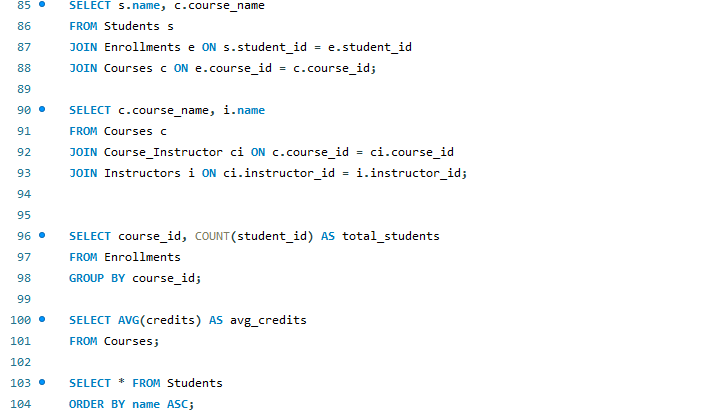 85 SELECT s.name, c.course_name
86 FROM Students s
87 JOIN Enrollments e ON s.student_id = e.student_id
88 JOIN Courses c ON e.course_id = c.course_id;
89
90 SELECT c.course_name, i.name
91 FROM Courses c
92 JOIN Course_Instructor ci ON c.course_id = ci.course_id
93 JOIN Instructors i ON ci.instructor_id = i.instructor_id;
94
95
96 SELECT course_id, COUNT(student_id) AS total_students
97 FROM Enrollments
98 GROUP BY course_id;
99
100 SELECT AVG(credits) AS avg_credits
101 FROM Courses;
102
103 SELECT * FROM Students
104 ORDER BY name ASC;